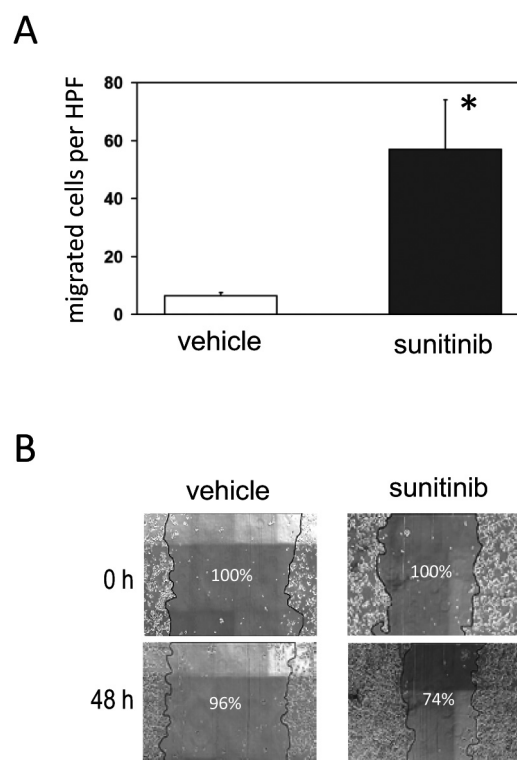 A
migrated cells per HPF
80
60
40
20
0
*
vehicle
sunitinib
B
vehicle
sunitinib
0 h
100%
100%
48 h
96%
74%